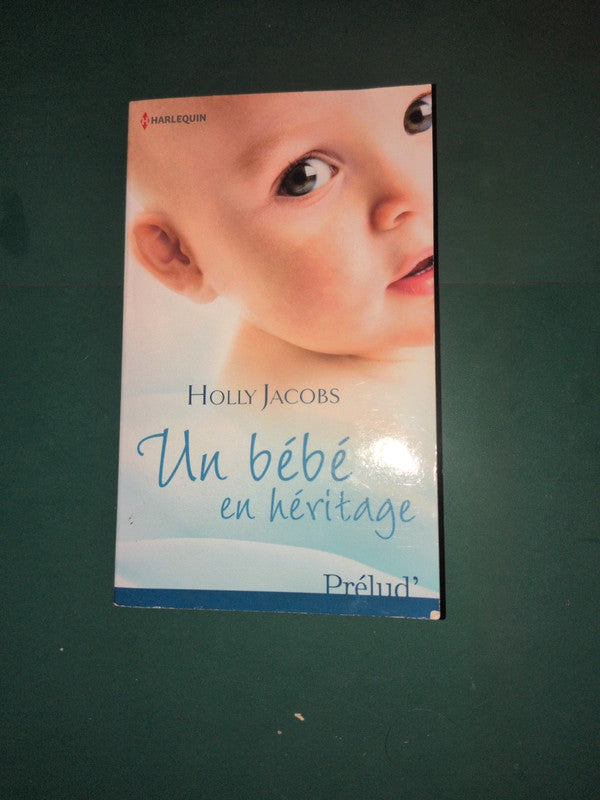 HARLEQUIN
HOLLY JACOBS
Un bébé
en héritage
Prélud'